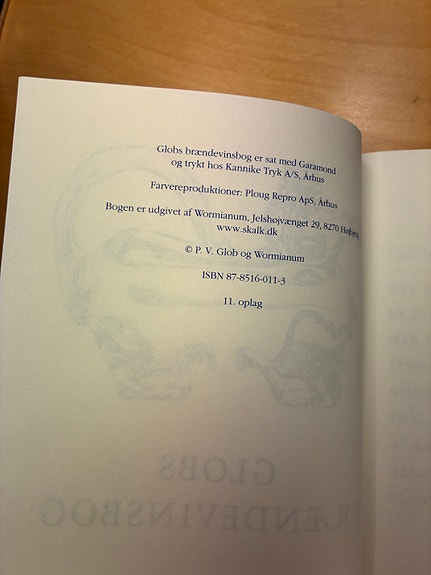 Globs brændevinsbog er sat med Garamond
og trykt hos Kannike Tryk A/S, Århus
Farvereproduktioner: Ploug Repro ApS, Århus
Bogen er udgivet af Wormianum, Jelshøjvænget 29, 8270
www.skalk.dk
© P. V. Glob og Wormianum
ISBN 87-8516-011-3
11. oplag
GLOBS
BRÆNDEVINSBOG